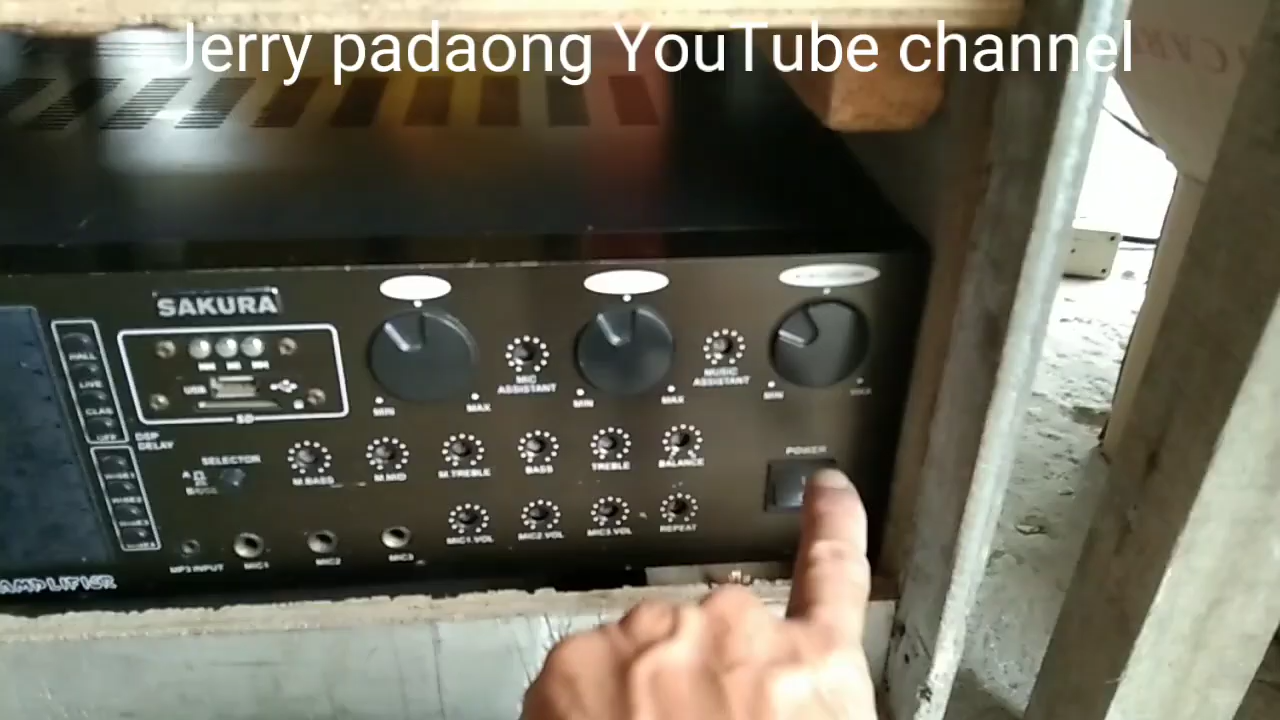 Jerry padaong YouTube channel
SAKURA
HALL
LIVE
CLAS
OFF
DSP
DELAY
USB
SD
MIN
MAX
MIC
ASSISTANT
MIN
MAX
MUSIC
ASSISTANT
MIN
MAX
SELECTOR
M.BASS
M.MID
M.TREBLE
BASS
TREBLE
BALANCE
POWER
MIC1.VOL
MIC2.VOL
MIC3.VOL
REPEAT
MP3 INPUT
MIC1
MIC2
MIC3
AMPLIFIER